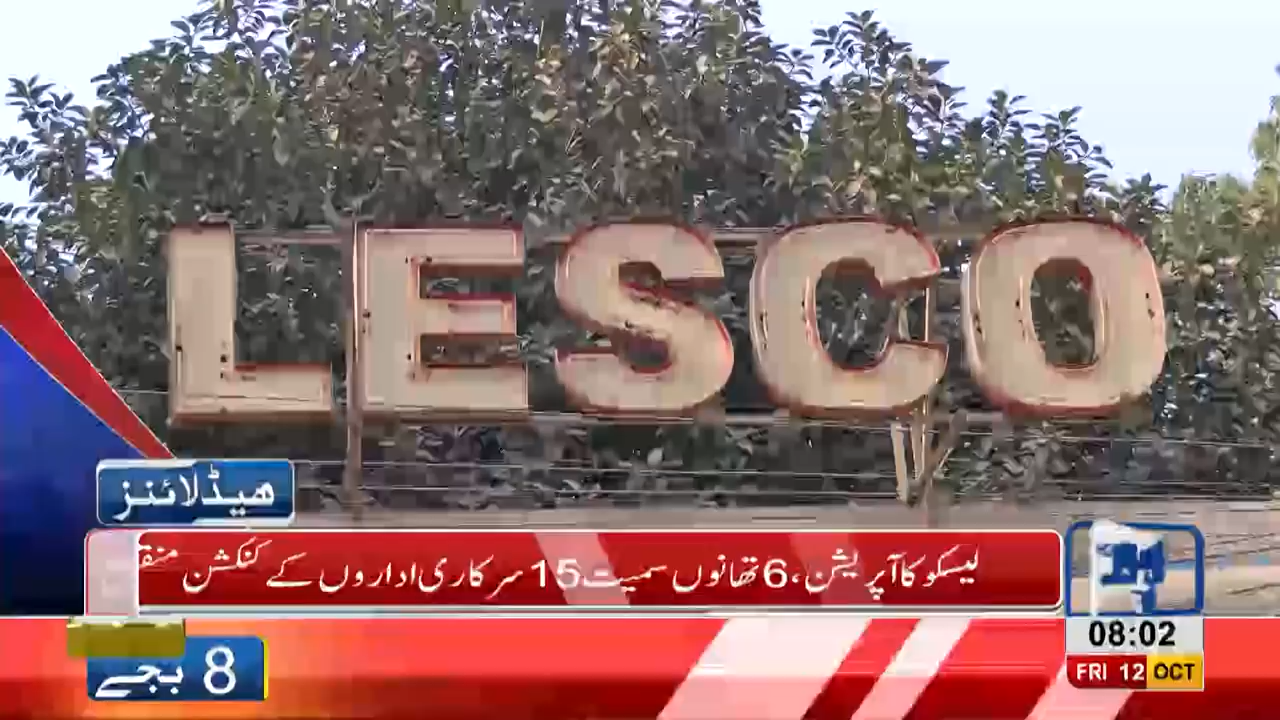 LESCO
ہیڈلائنز
لیسکو کا آپریشن، 6 تھانوں سمیت 15 سرکاری اداروں کے کنکشن
8 بجے
08:02
FRI 12 OCT